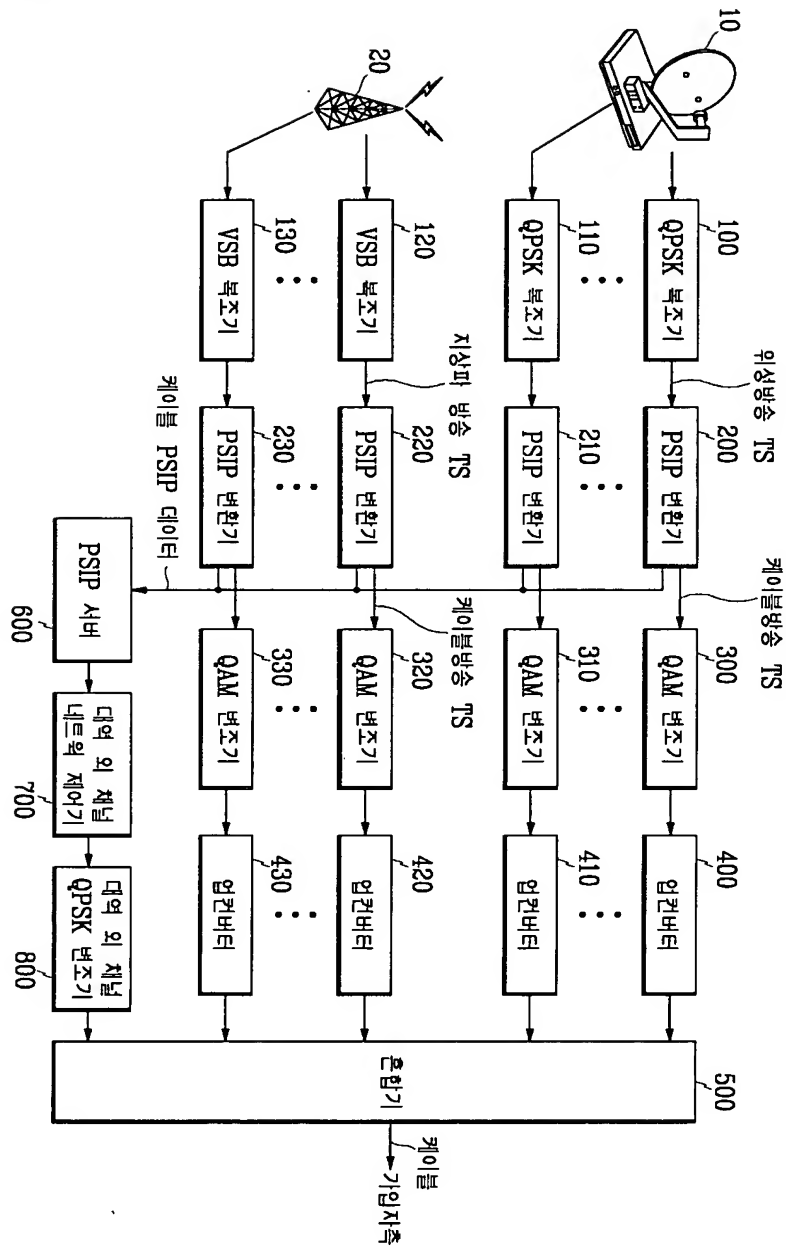 위성방송 TS
케이블방송 TS
10
100
200
300
400
500
QPSK 복조기
PSIP 변환기
QAM 변조기
업컨버터
110
210
310
410
QPSK 복조기
PSIP 변환기
QAM 변조기
업컨버터
지상파 방송 TS
케이블방송 TS
20
120
220
320
420
VSB 복조기
PSIP 변환기
QAM 변조기
업컨버터
혼합기
케이블
가입자측
130
230
330
430
VSB 복조기
PSIP 변환기
QAM 변조기
업컨버터
케이블 PSIP 데이터
PSIP 서버
대역 외 채널
네트웍 제어기
대역 외 채널
QPSK 변조기
600
700
800